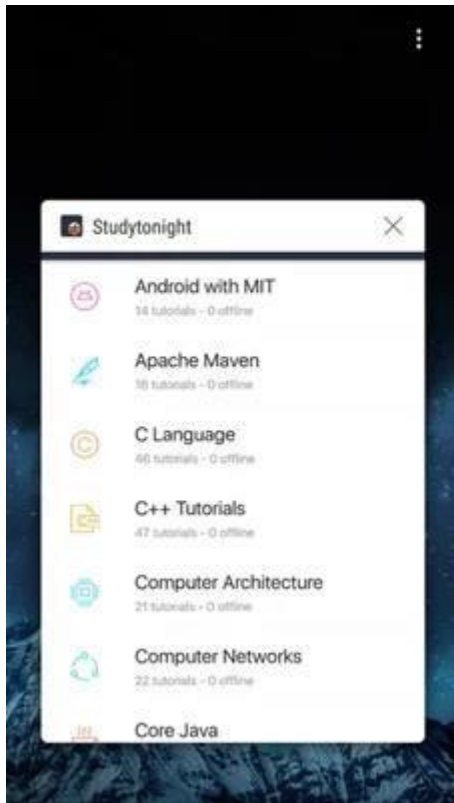 Studytonight
Android with MIT
14 tutorials - 0 offline
Apache Maven
16 tutorials - 0 offline
C Language
46 tutorials - 0 offline
C++ Tutorials
47 tutorials - 0 offline
Computer Architecture
21 tutorials - 0 offline
Computer Networks
22 tutorials - 0 offline
Core Java